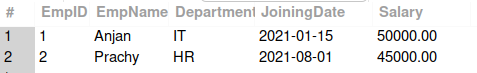 # EmpID EmpName Department JoiningDate Salary
1 1 Anjan IT 2021-01-15 50000.00
2 2 Prachy HR 2021-08-01 45000.00